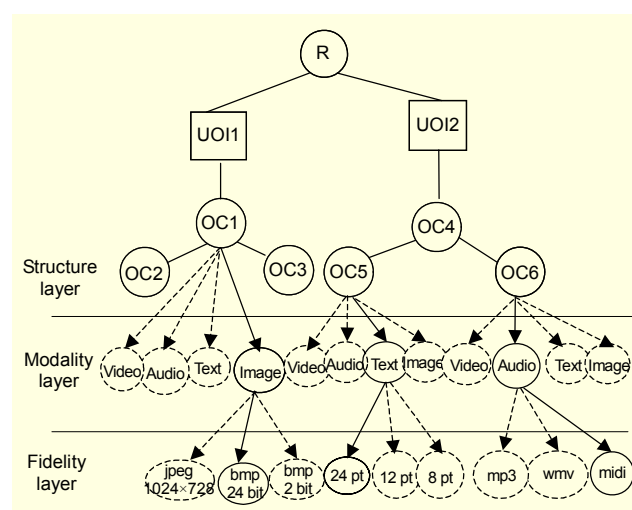 R
UOI1
UOI2
OC1
OC4
OC2
OC3
OC5
OC6
Structure
layer
Modality
layer
Video
Audio
Text
Image
Video
Audio
Text
Image
Video
Audio
Text
Image
Fidelity
layer
jpeg
1024×728
bmp
24 bit
bmp
2 bit
24 pt
12 pt
8 pt
mp3
wmv
midi